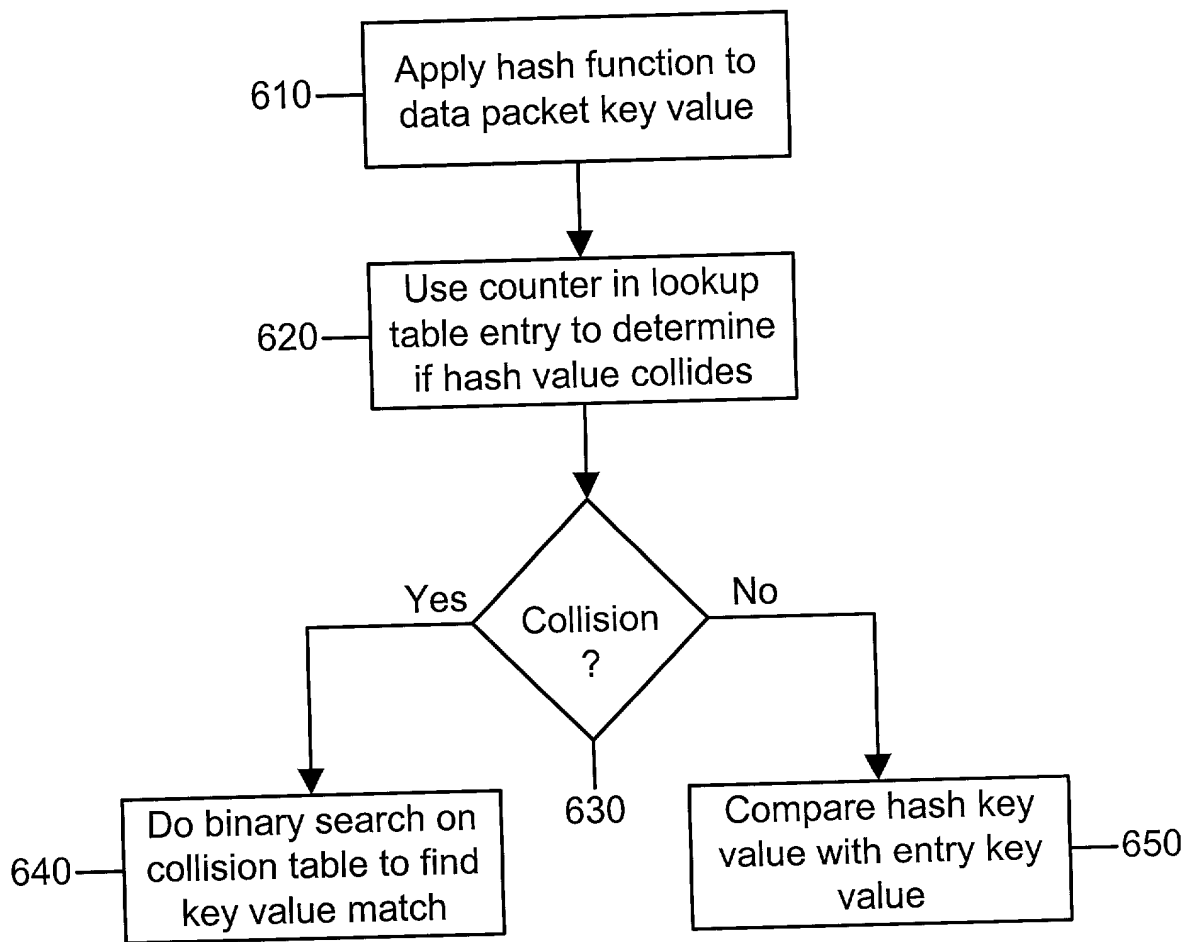 610
Apply hash function to
data packet key value
620
Use counter in lookup
table entry to determine
if hash value collides
Yes
No
Collision
?
630
640
Do binary search on
collision table to find
key value match
Compare hash key
value with entry key
value
650